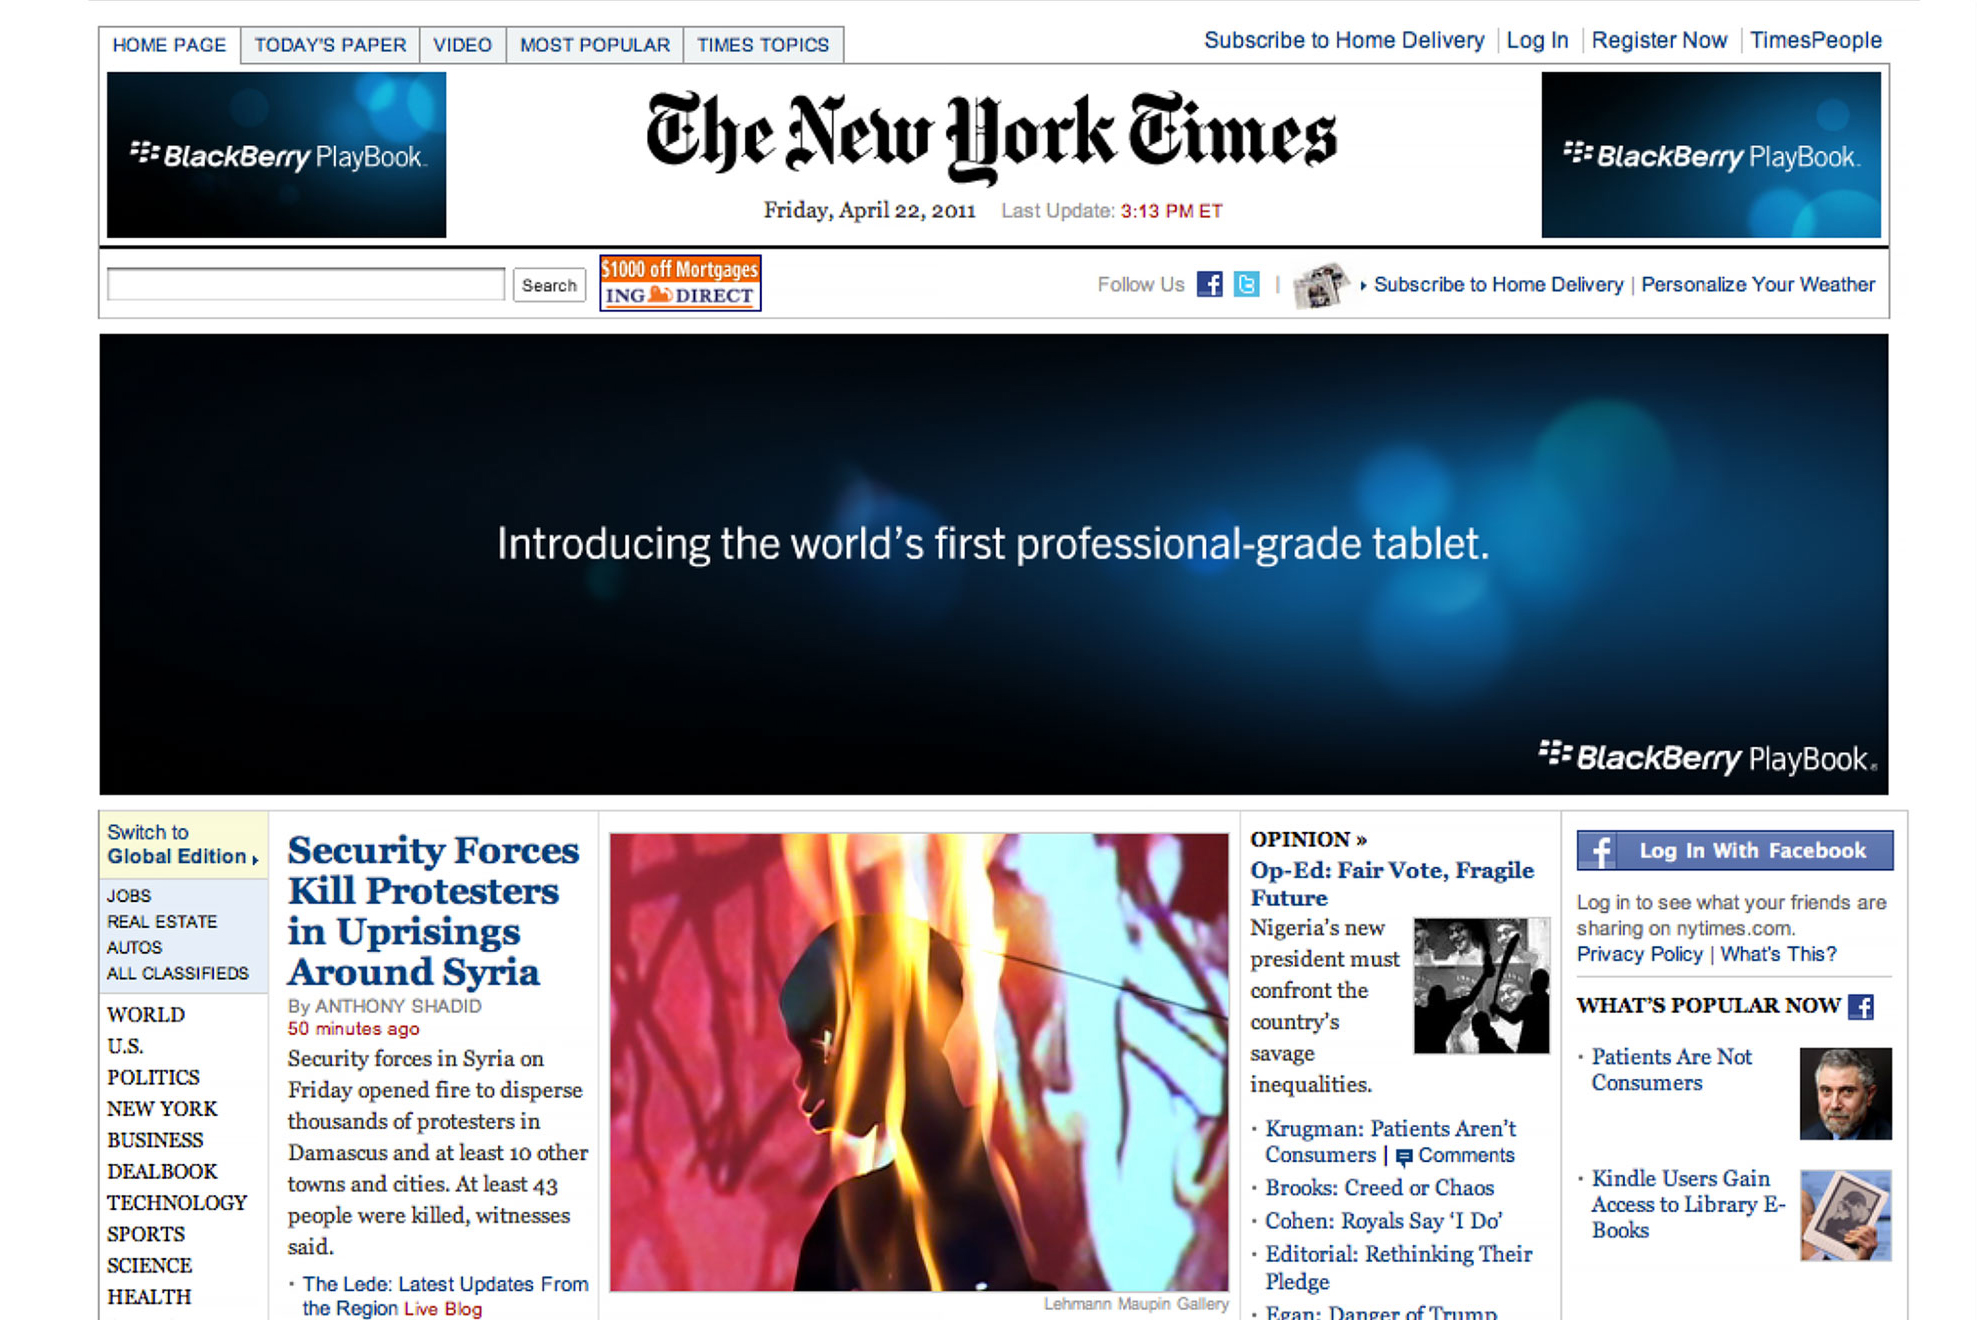 HOME PAGE TODAY'S PAPER VIDEO MOST POPULAR TIMES TOPICS
Subscribe to Home Delivery Log In Register Now TimesPeople
BlackBerry PlayBook
The New York Times
BlackBerry PlayBook
Friday, April 22, 2011 Last Update: 3:13 PM ET
Search
$1000 off Mortgages
ING DIRECT
Follow Us | Subscribe to Home Delivery | Personalize Your Weather
Introducing the world's first professional-grade tablet.
BlackBerry PlayBook
Switch to
Global Edition
JOBS
REAL ESTATE
AUTOS
ALL CLASSIFIEDS
WORLD
U.S.
POLITICS
NEW YORK
BUSINESS
DEALBOOK
TECHNOLOGY
SPORTS
SCIENCE
HEALTH
Security Forces
Kill Protesters
in Uprisings
Around Syria
By ANTHONY SHADID
50 minutes ago
Security forces in Syria on
Friday opened fire to disperse
thousands of protesters in
Damascus and at least 10 other
towns and cities. At least 43
people were killed, witnesses
said.
· The Lede: Latest Updates From
the Region Live Blog
Lehmann Maupin Gallery
OPINION »
Op-Ed: Fair Vote, Fragile
Future
Nigeria's new
president must
confront the
country's
savage
inequalities.
· Krugman: Patients Aren't
Consumers | Comments
· Brooks: Creed or Chaos
· Cohen: Royals Say 'I Do'
· Editorial: Rethinking Their
Pledge
· Egan: Danger of Trump
Log In With Facebook
Log in to see what your friends are
sharing on nytimes.com.
Privacy Policy | What's This?
WHAT'S POPULAR NOW
· Patients Are Not
Consumers
· Kindle Users Gain
Access to Library E-
Books